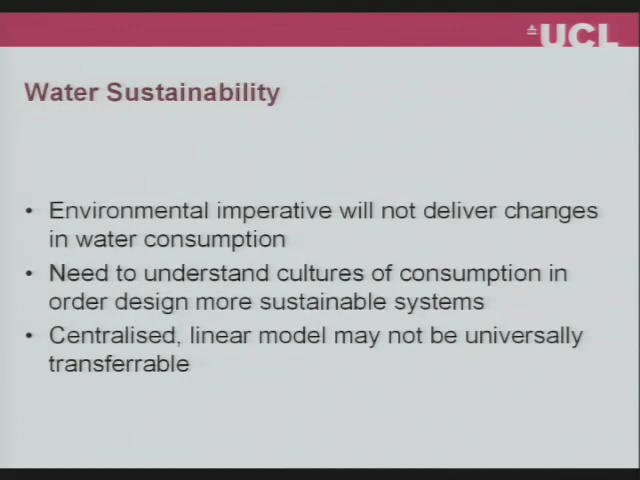 UCL
Water Sustainability
• Environmental imperative will not deliver changes
in water consumption
• Need to understand cultures of consumption in
order design more sustainable systems
• Centralised, linear model may not be universally
transferrable